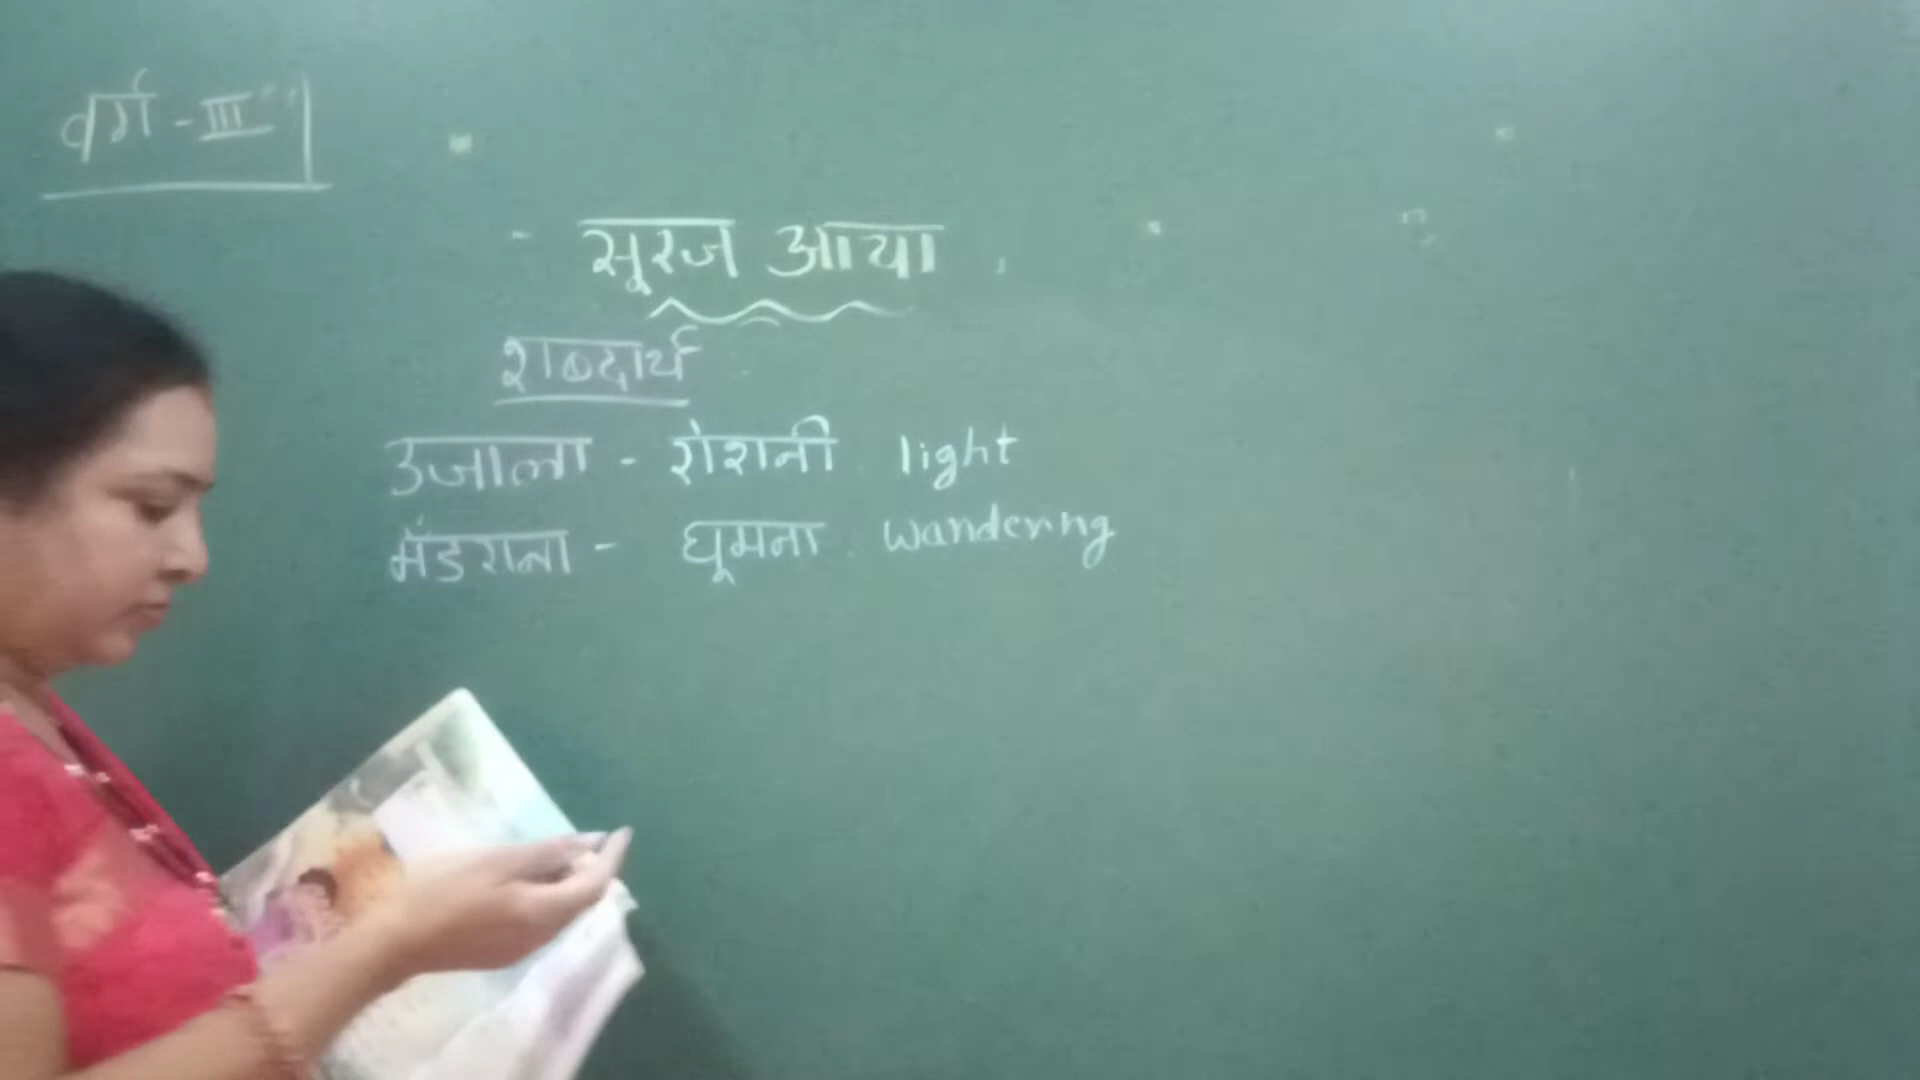 वर्ग - III
सूरज आया
शब्दार्थ
उजाला - रोशनी light
मँडराना - घूमना wandering